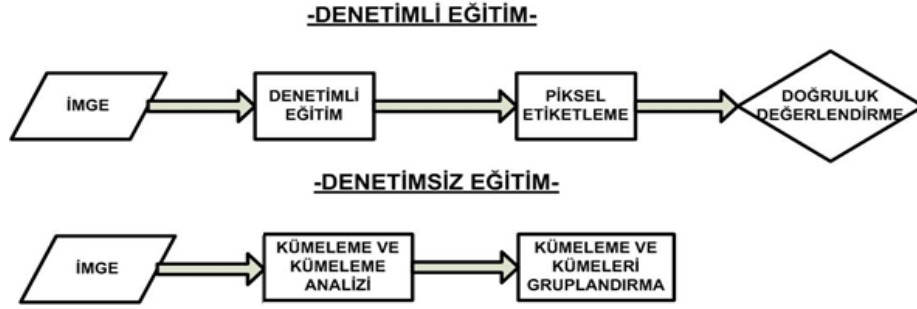 -DENETİMLİ EĞİTİM-
İMGE
DENETİMLİ
EĞİTİM
PİKSEL
ETİKETLEME
DOĞRULUK
DEĞERLENDİRME
-DENETİMSİZ EĞİTİM-
İMGE
KÜMELEME VE
KÜMELEME
ANALİZİ
KÜMELEME VE
KÜMELERİ
GRUPLANDIRMA